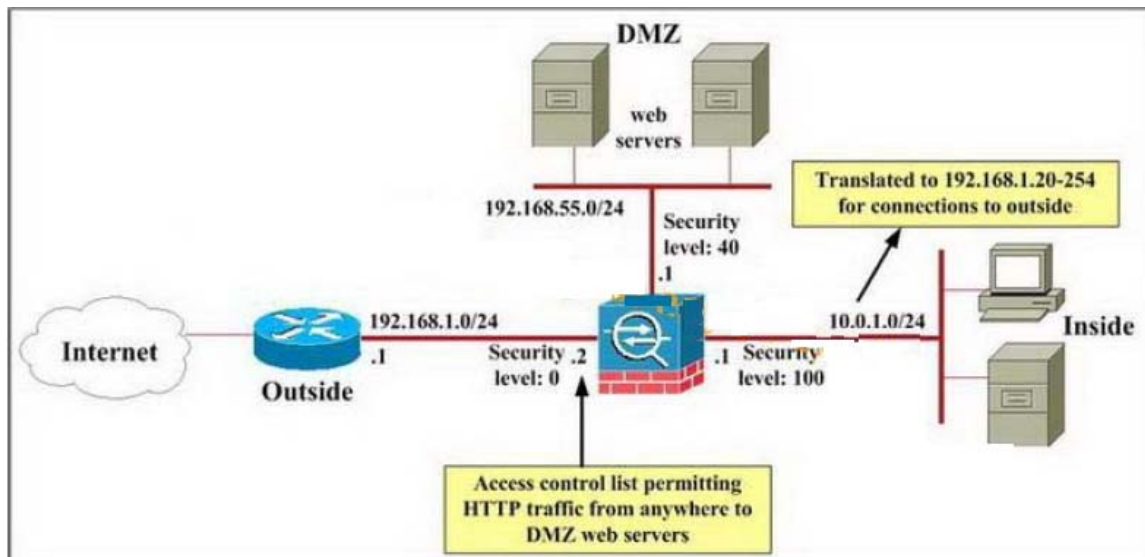 DMZ
web
servers
Translated to 192.168.1.20-254
for connections to outside
192.168.55.0/24
Security
level: 40
.1
192.168.1.0/24
10.0.1.0/24
Internet
Inside
.1
Security
level: 0
.2
.1
Security
level: 100
Outside
Access control list permitting
HTTP traffic from anywhere to
DMZ web servers